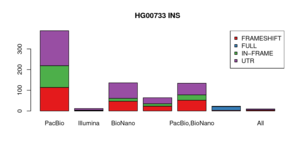 HG00733 INS
FRAMESHIFT
FULL
IN-FRAME
UTR
300
200
100
0
PacBio
Illumina
BioNano
PacBio,BioNano
All